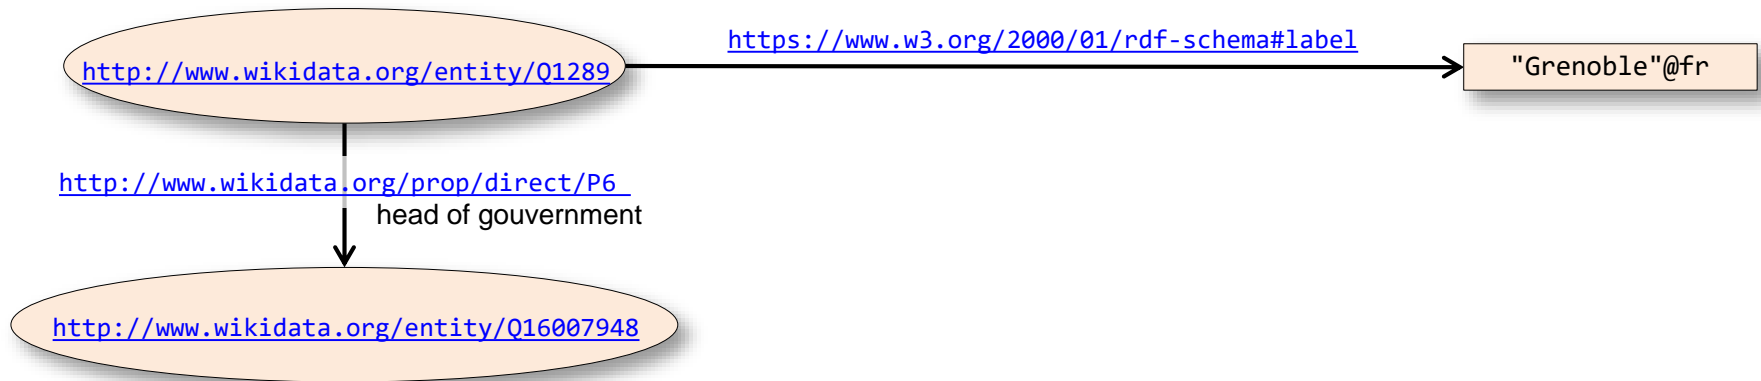 https://www.w3.org/2000/01/rdf-schema#label
http://www.wikidata.org/entity/Q1289
"Grenoble"@fr
http://www.wikidata.org/prop/direct/P6
head of gouvernment
http://www.wikidata.org/entity/Q16007948